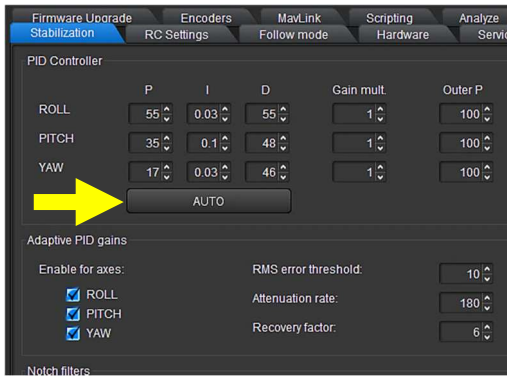 Firmware Upgrade Encoders MavLink Scripting Analyze
Stabilization RC Settings Follow mode Hardware
PID Controller
P I D Gain mult. Outer P
ROLL 55 0.03 55 1 100
PITCH 35 0.1 48 1 100
YAW 17 0.03 46 1 100
AUTO
Adaptive PID gains
Enable for axes: RMS error threshold: 10
ROLL
Attenuation rate: 180
PITCH
Recovery factor: 6
YAW
Notch filters